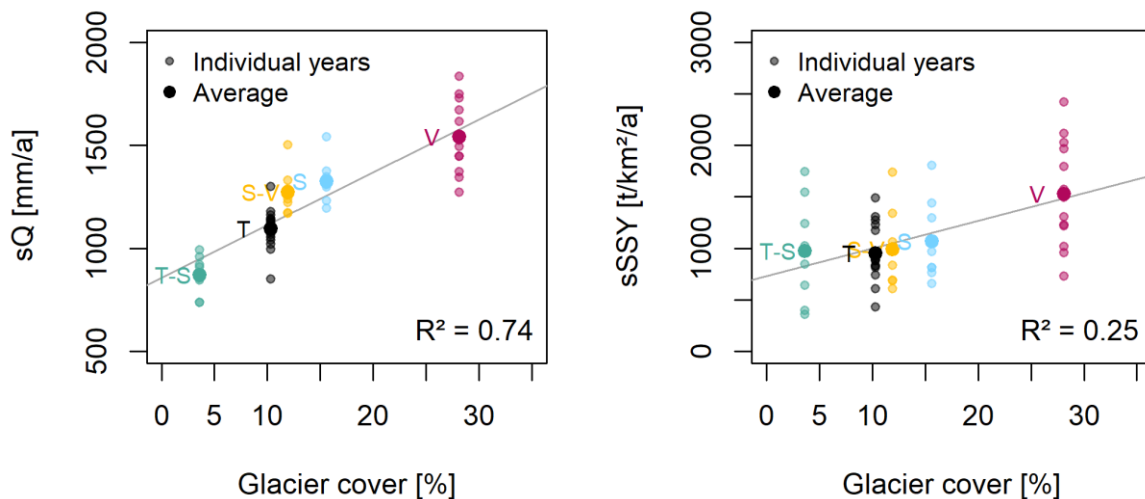 2000
1500
1000
500
sQ [mm/a]
Individual years
Average
T-S
T
S-V
S
V
R² = 0.74
0 5 10 20 30
Glacier cover [%]
3000
2000
1000
0
sSSY [t/km²/a]
Individual years
Average
T-S
T
S-V
S
V
R² = 0.25
0 5 10 20 30
Glacier cover [%]